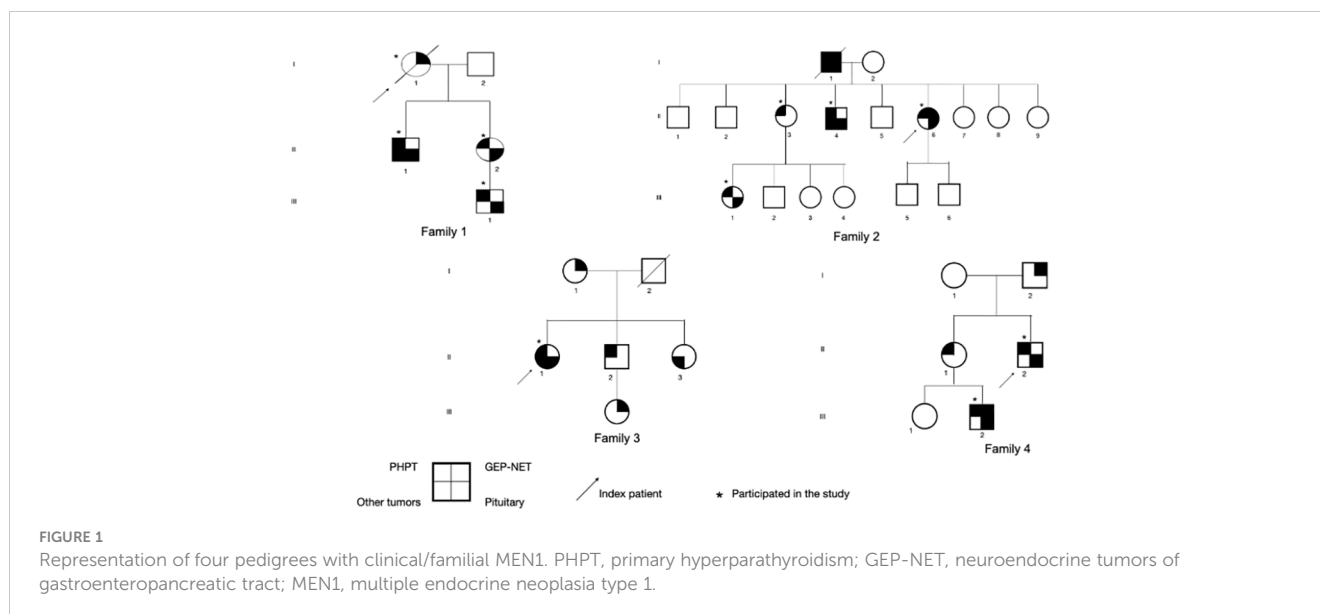 I
*
1
2
II
*
1
*
2
III
*
1
Family 1
I
1
2
II
1
2
*
3
*
4
5
*
6
7
8
9
III
*
1
2
3
4
5
6
Family 2
I
1
2
II
*
1
2
3
III
1
Family 3
I
1
2
II
1
*
2
III
1
*
2
Family 4
PHPT
GEP-NET
Other tumors
Pituitary
Index patient
* Participated in the study
FIGURE 1
Representation of four pedigrees with clinical/familial MEN1. PHPT, primary hyperparathyroidism; GEP-NET, neuroendocrine tumors of
gastroenteropancreatic tract; MEN1, multiple endocrine neoplasia type 1.